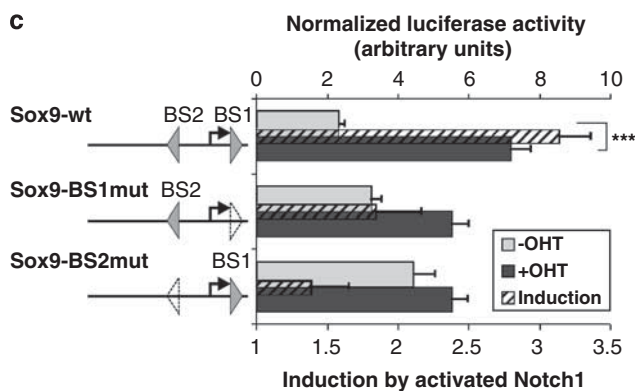 c
Normalized luciferase activity
(arbitrary units)
0 2 4 6 8 10
Sox9-wt
BS2 BS1
***
Sox9-BS1mut
BS2
Sox9-BS2mut
BS1
-OHT
+OHT
Induction
1 1.5 2 2.5 3 3.5
Induction by activated Notch1